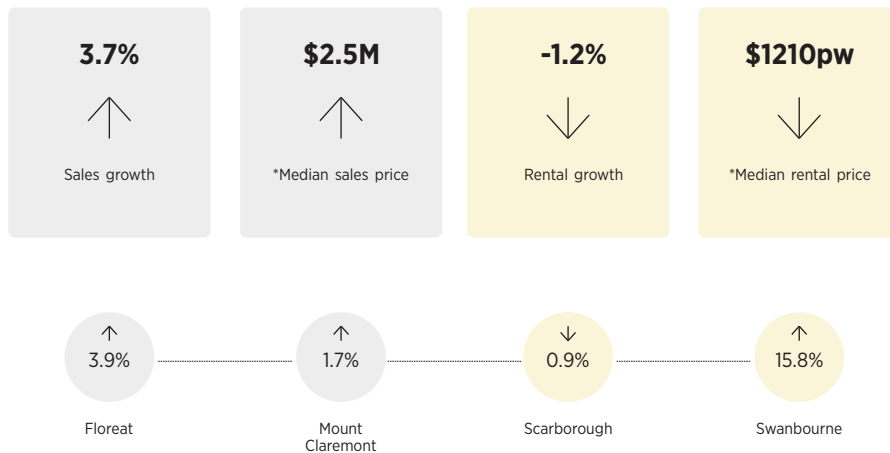 3.7%
$2.5M
-1.2%
$1210pw
Sales growth
*Median sales price
Rental growth
*Median rental price
3.9%
1.7%
0.9%
15.8%
Floreat
Mount
Claremont
Scarborough
Swanbourne